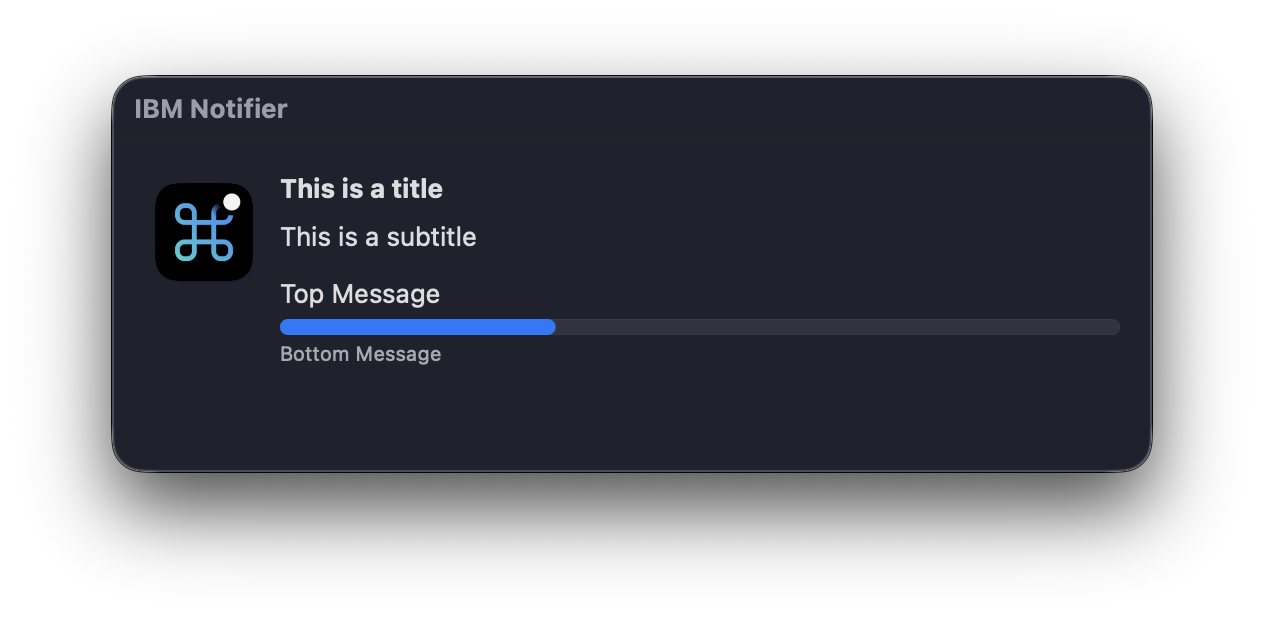 IBM Notifier
This is a title
This is a subtitle
Top Message
Bottom Message